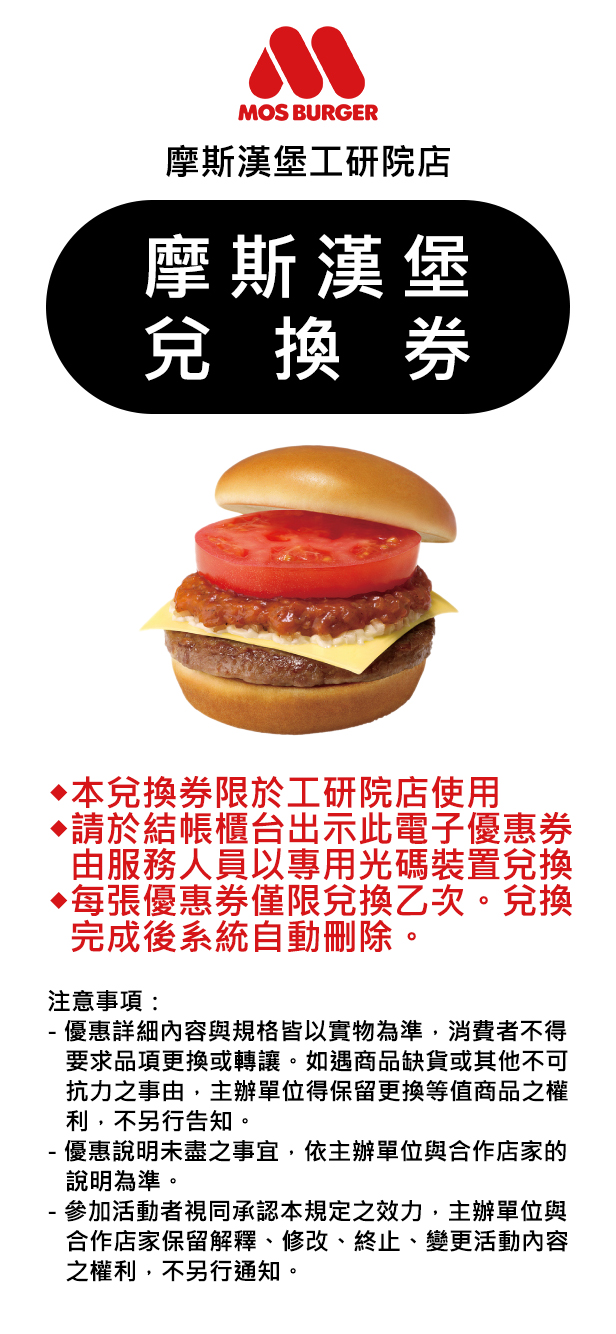 MOS BURGER
摩斯漢堡工研院店
摩斯漢堡
兌換券
◆本兌換券限於工研院店使用
◆請於結帳櫃台出示此電子優惠券
由服務人員以專用光碼裝置兌換
◆每張優惠券僅限兌換乙次。兌換
完成後系統自動刪除。
注意事項：
- 優惠詳細內容與規格皆以實物為準，消費者不得
要求品項更換或轉讓。如遇商品缺貨或其他不可
抗力之事由，主辦單位得保留更換等值商品之權
利，不另行告知。
- 優惠說明未盡之事宜，依主辦單位與合作店家的
說明為準。
- 參加活動者視同承認本規定之效力，主辦單位與
合作店家保留解釋、修改、終止、變更活動內容
之權利，不另行通知。